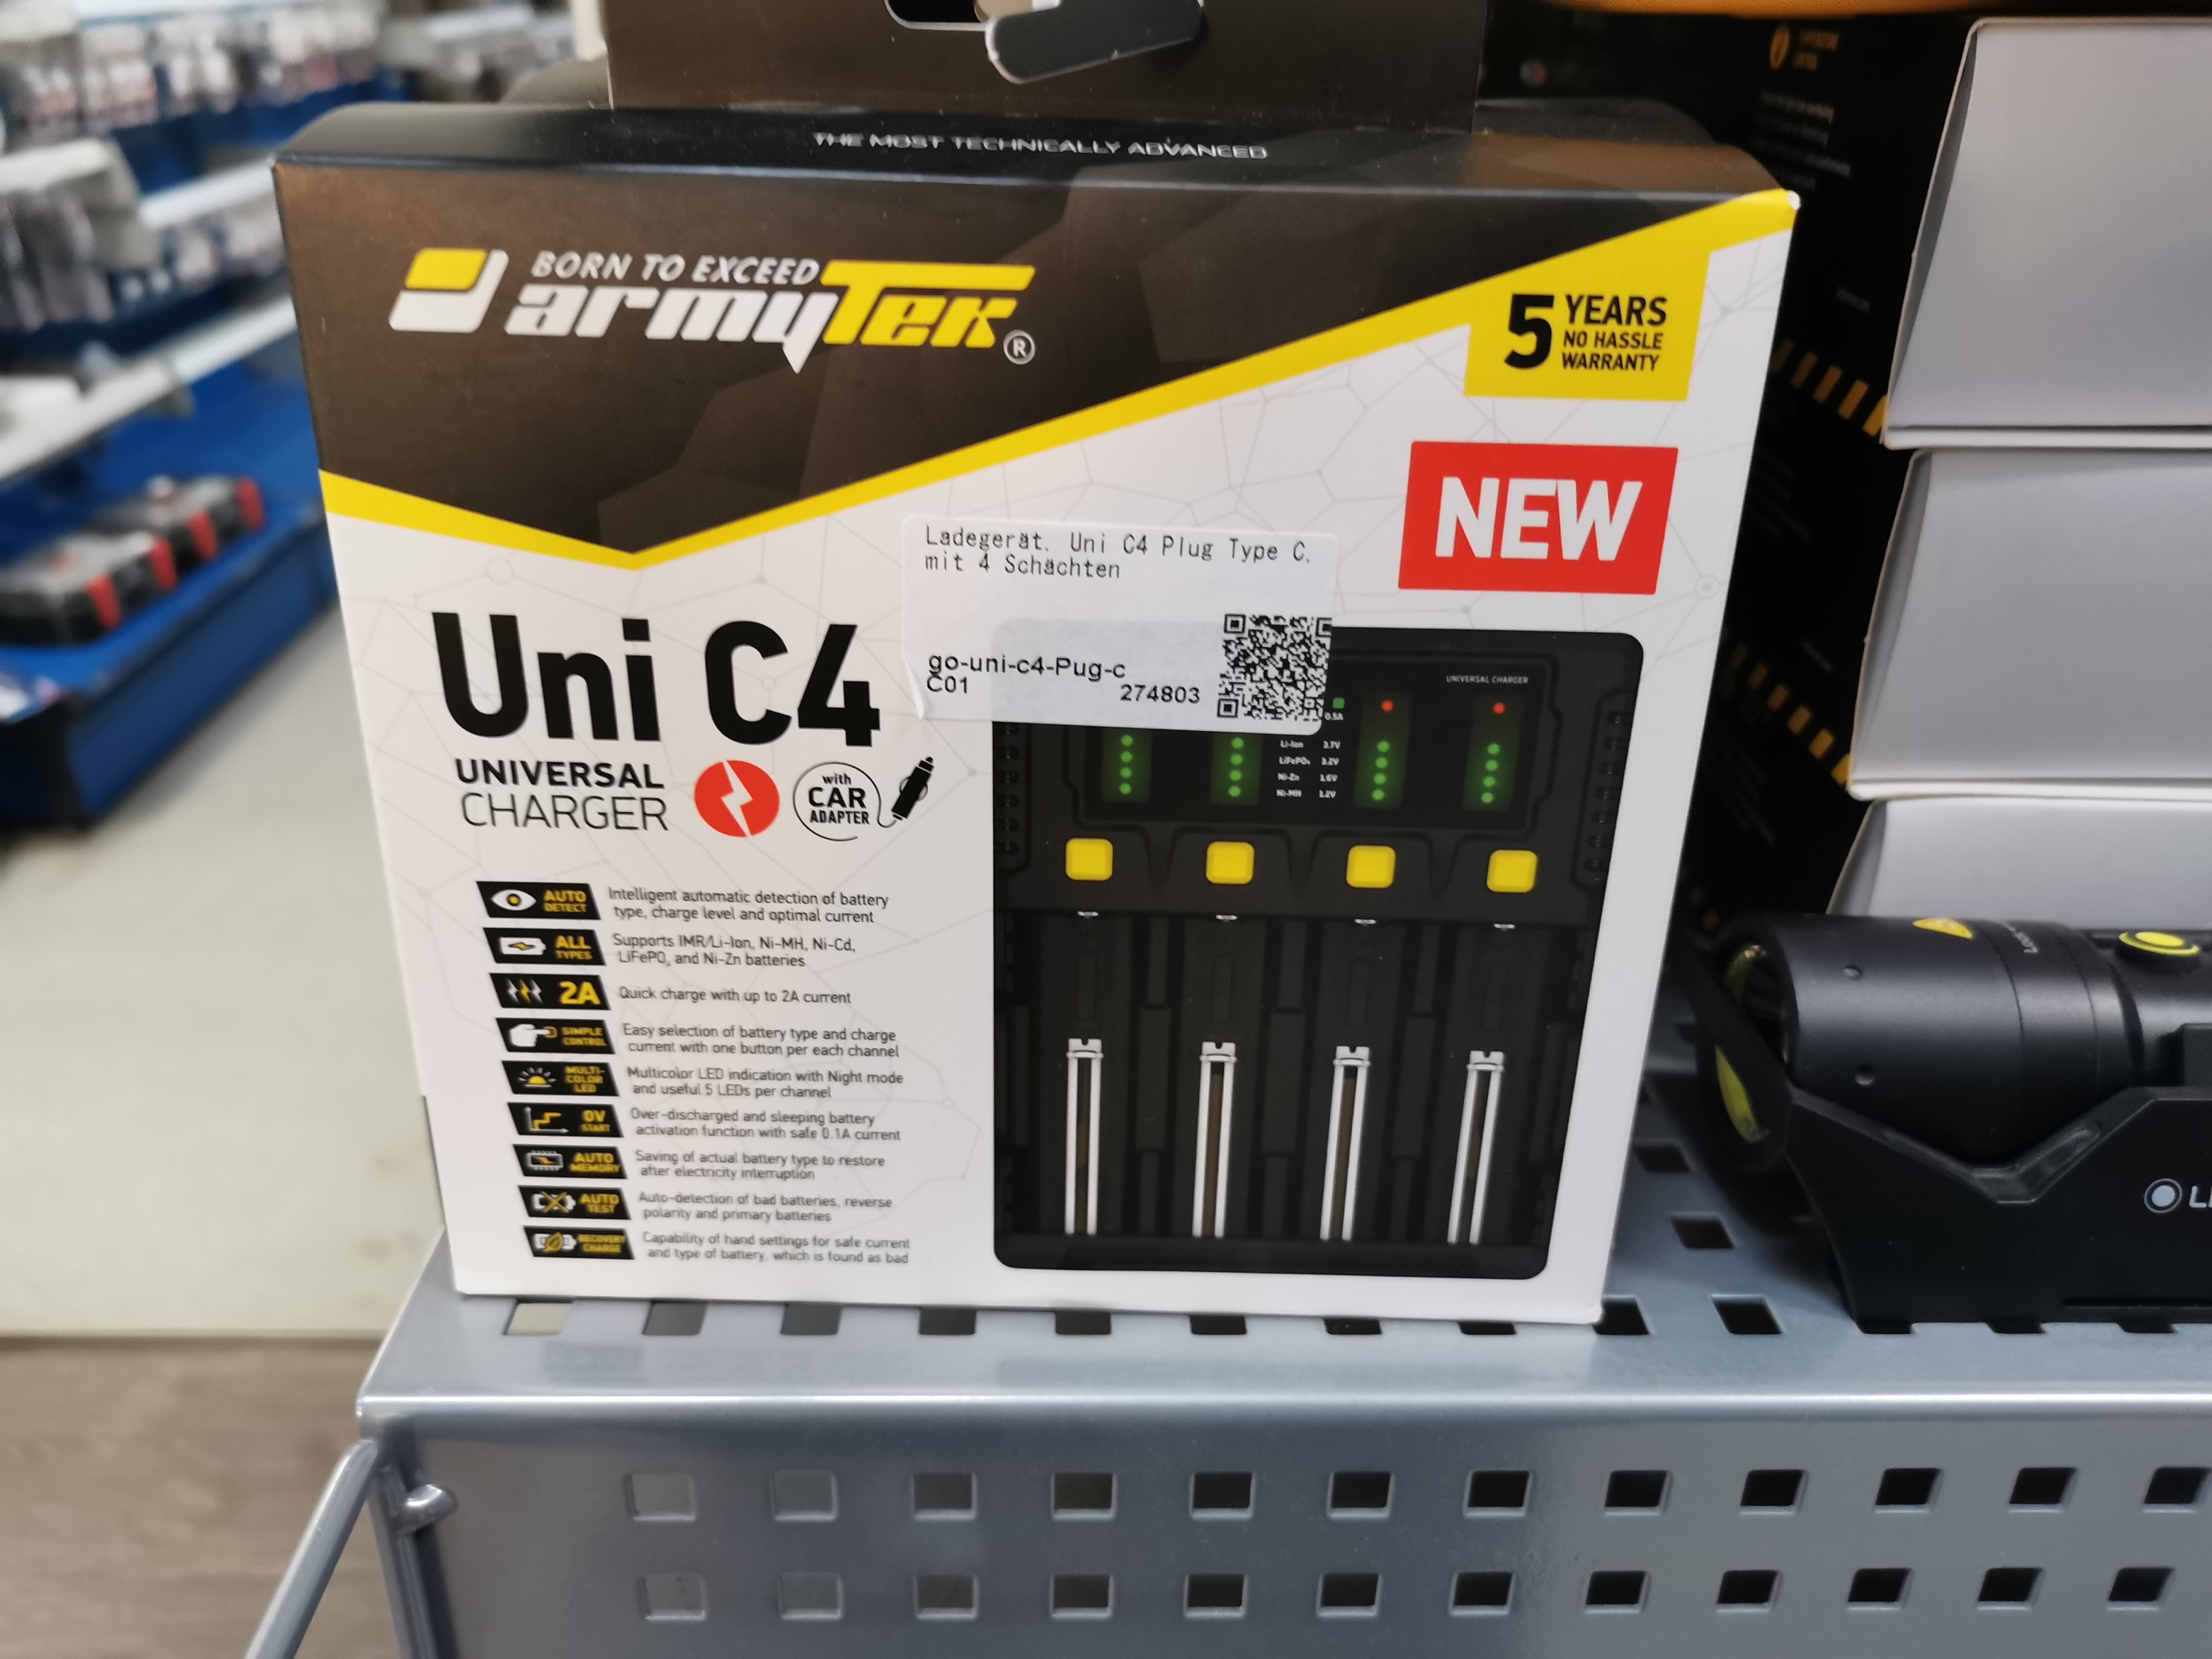 THE MOST TECHNICALLY ADVANCED
BORN TO EXCEED
armyTek®
5 YEARS
NO HASSLE
WARRANTY
NEW
Ladegerät, Uni C4 Plug Type C,
mit 4 Schächten
go-uni-c4-Pug-c
C01
274803
Uni C4
UNIVERSAL
CHARGER
with
CAR
ADAPTER
UNIVERSAL CHARGER
0.5A
Li-Ion 3.7V
LiFePO₄ 3.2V
Ni-Zn 1.6V
Ni-MH 1.2V
AUTO
DETECT
Intelligent automatic detection of battery
type, charge level and optimal current
ALL
TYPES
Supports IMR/Li-Ion, Ni-MH, Ni-Cd,
LiFePO₄ and Ni-Zn batteries
2A
Quick charge with up to 2A current
SIMPLE
CONTROL
Easy selection of battery type and charge
current with one button per each channel
MULTI-
COLOR
LED
Multicolor LED indication with Night mode
and useful 5 LEDs per channel
0V
START
Over-discharged and sleeping battery
activation function with safe 0.1A current
AUTO
MEMORY
Saving of actual battery type to restore
after electricity interruption
AUTO
TEST
Auto-detection of bad batteries, reverse
polarity and primary batteries
RECOVERY
CHARGE
Capability of hand settings for safe current
and type of battery, which is found as bad